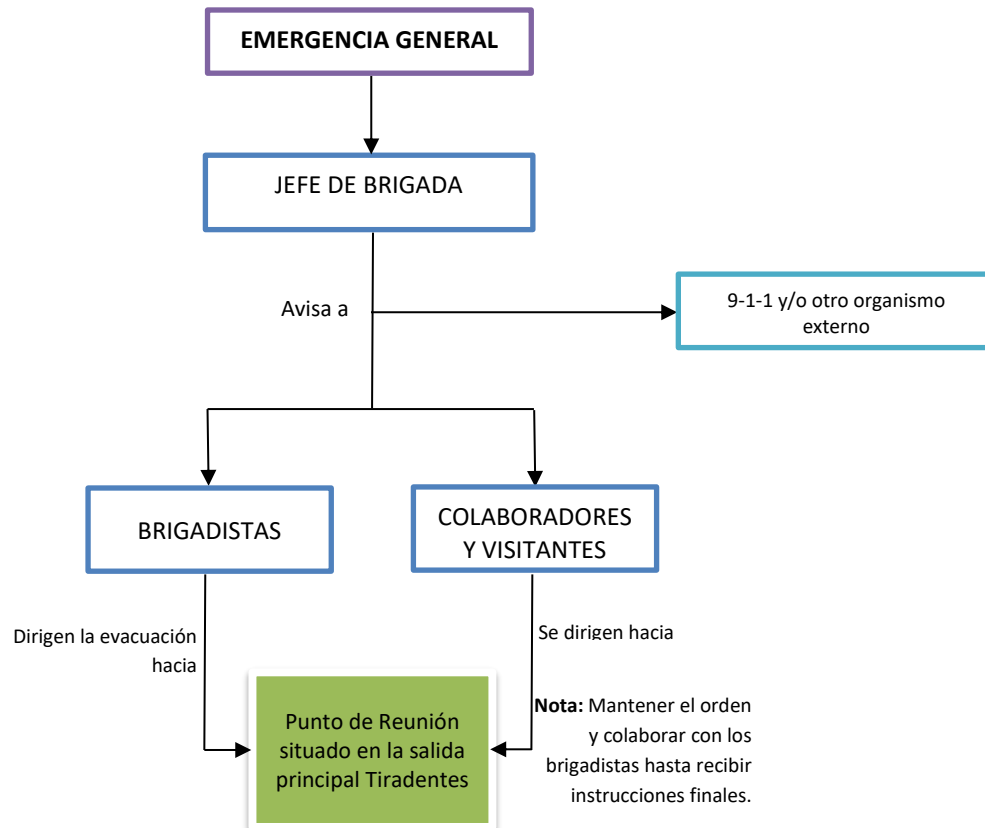 EMERGENCIA GENERAL
JEFE DE BRIGADA
Avisa a
9-1-1 y/o otro organismo
externo
BRIGADISTAS
COLABORADORES
Y VISITANTES
Dirigen la evacuación
hacia
Se dirigen hacia
Punto de Reunión
situado en la salida
principal Tiradentes
Nota: Mantener el orden
y colaborar con los
brigadistas hasta recibir
instrucciones finales.